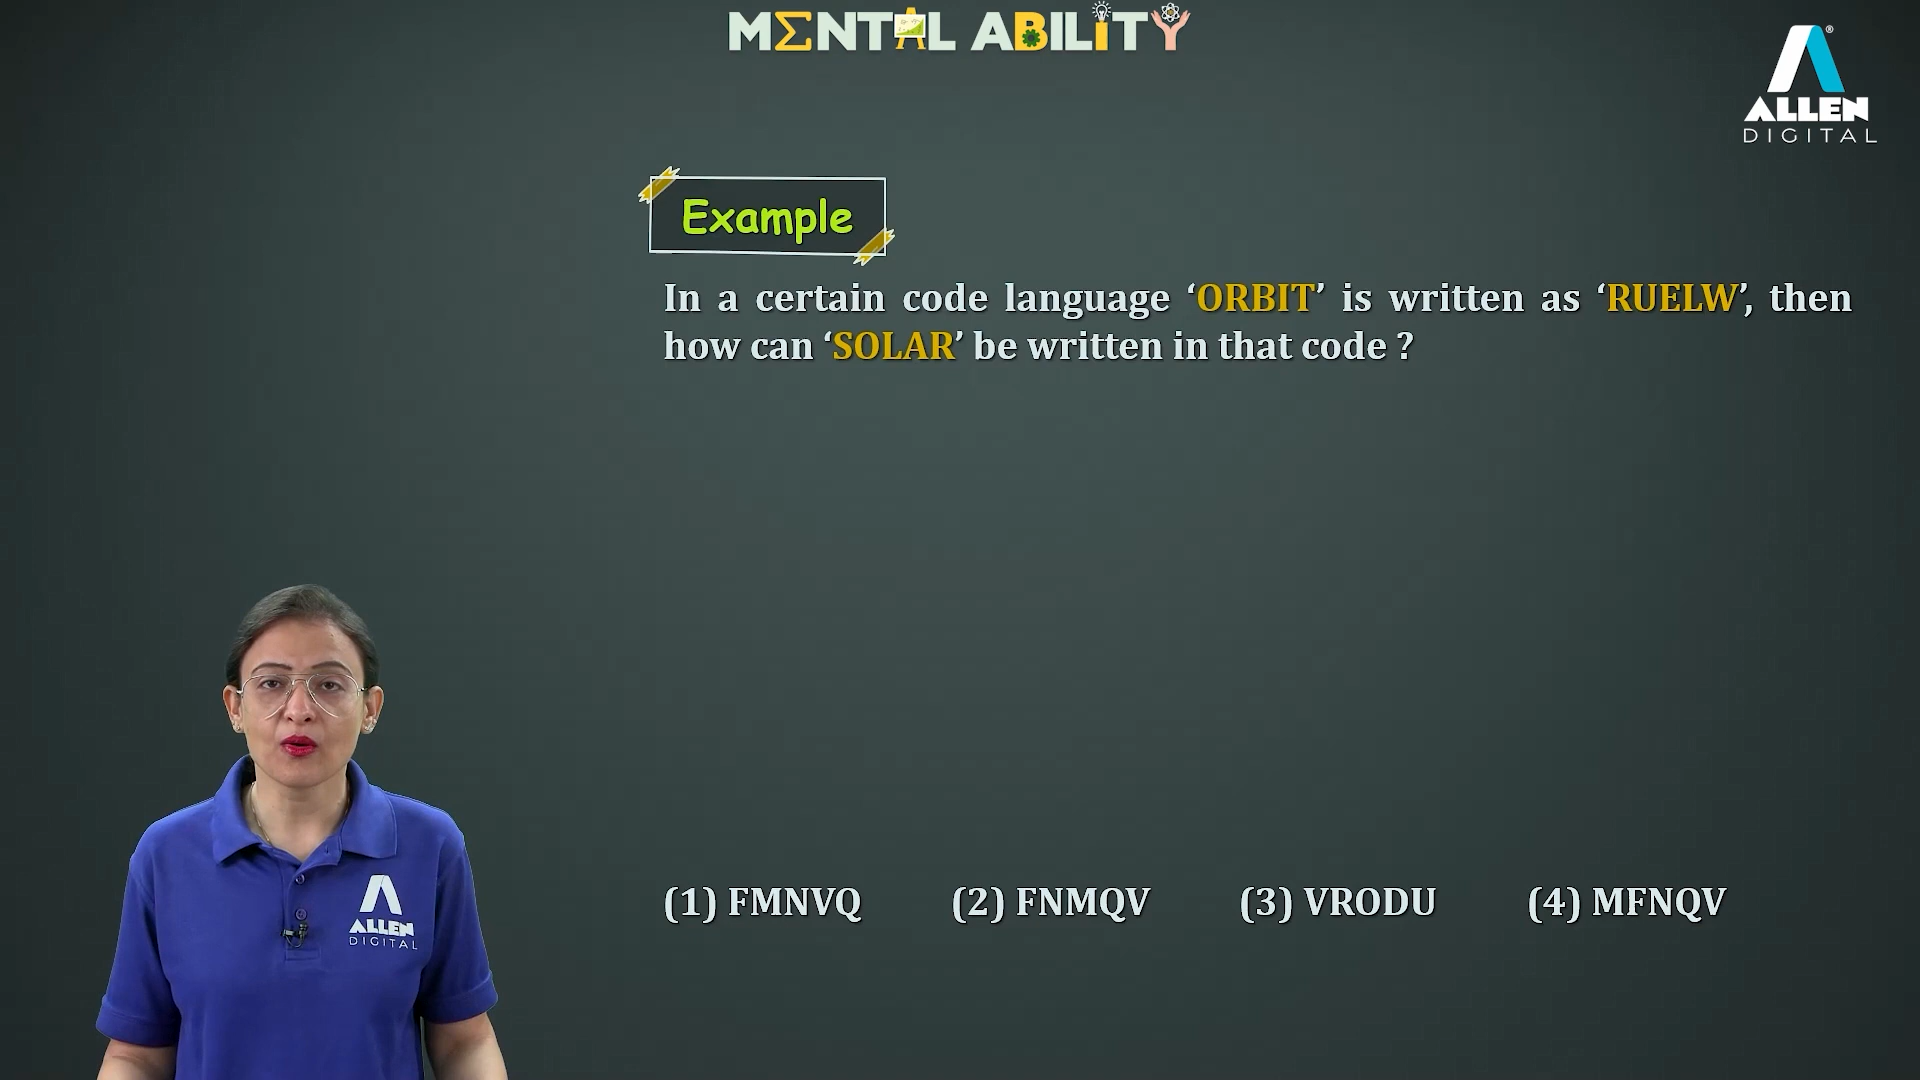 MΣNTAL ABILITY
ALLEN
DIGITAL
Example
In a certain code language ‘ORBIT’ is written as ‘RUELW’, then
how can ‘SOLAR’ be written in that code ?
(1) FMNVQ (2) FNMQV (3) VRODU (4) MFNQV
ALLEN
DIGITAL